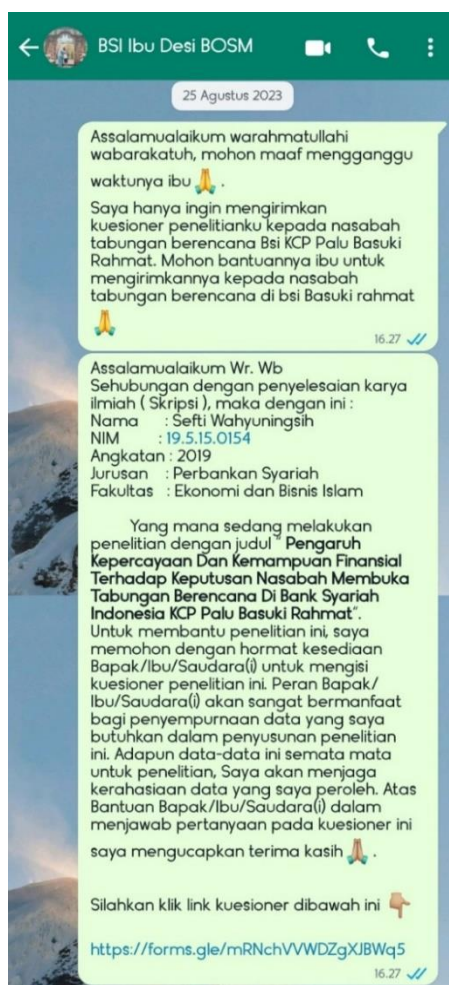 BSI Ibu Desi BOSM
25 Agustus 2023
Assalamualaikum warahmatullahi
wabarakatuh, mohon maaf mengganggu
waktunya ibu 🙏 .
Saya hanya ingin mengirimkan
kuesioner penelitianku kepada nasabah
tabungan berencana Bsi KCP Palu Basuki
Rahmat. Mohon bantuannya ibu untuk
mengirimkannya kepada nasabah
tabungan berencana di bsi Basuki rahmat
🙏
16.27
Assalamualaikum Wr. Wb
Sehubungan dengan penyelesaian karya
ilmiah ( Skripsi ), maka dengan ini :
Nama : Sefti Wahyuningsih
NIM : 19.5.15.0154
Angkatan : 2019
Jurusan : Perbankan Syariah
Fakultas : Ekonomi dan Bisnis Islam
Yang mana sedang melakukan
penelitian dengan judul " Pengaruh
Kepercayaan Dan Kemampuan Finansial
Terhadap Keputusan Nasabah Membuka
Tabungan Berencana Di Bank Syariah
Indonesia KCP Palu Basuki Rahmat".
Untuk membantu penelitian ini, saya
memohon dengan hormat kesediaan
Bapak/Ibu/Saudara(i) untuk mengisi
kuesioner penelitian ini. Peran Bapak/
Ibu/Saudara(i) akan sangat bermanfaat
bagi penyempurnaan data yang saya
butuhkan dalam penyusunan penelitian
ini. Adapun data-data ini semata mata
untuk penelitian, Saya akan menjaga
kerahasiaan data yang saya peroleh. Atas
Bantuan Bapak/Ibu/Saudara(i) dalam
menjawab pertanyaan pada kuesioner ini
saya mengucapkan terima kasih 🙏🏼 .
Silahkan klik link kuesioner dibawah ini 👇🏼
https://forms.gle/mRNchVVWDZgXJBWq5
16.27